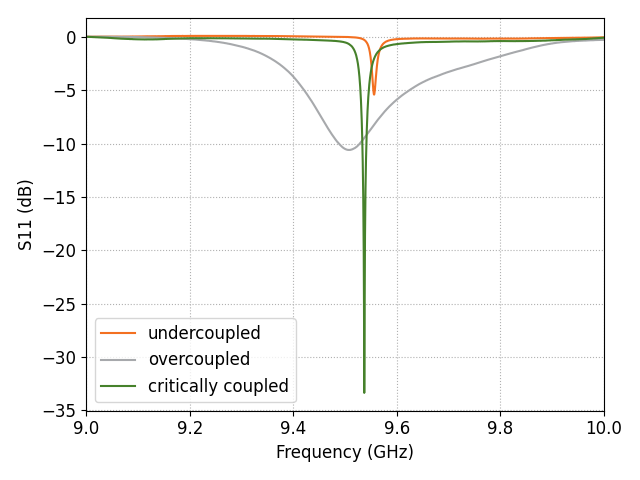 0
−5
−10
−15
−20
−25
−30
−35
S11 (dB)
undercoupled
overcoupled
critically coupled
9.0 9.2 9.4 9.6 9.8 10.0
Frequency (GHz)